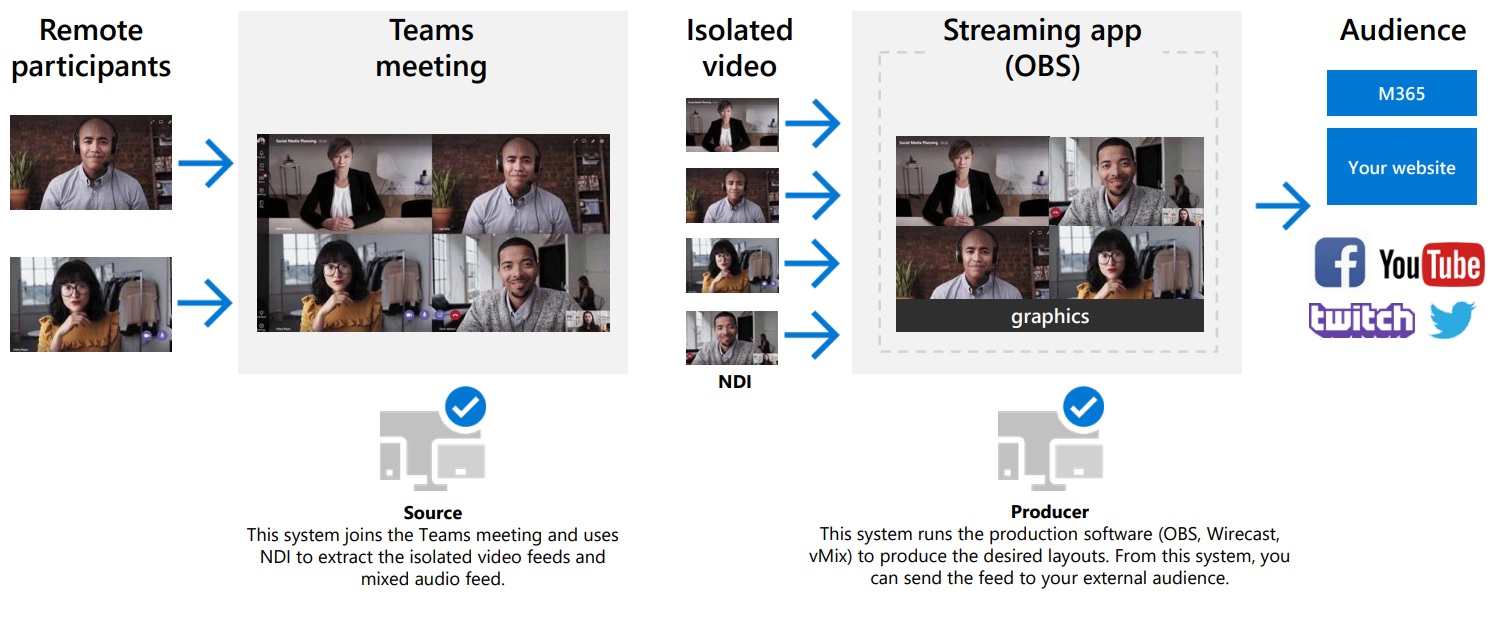 Remote
participants
Teams
meeting
Isolated
video
Streaming app
(OBS)
Audience
Social Media Planning
NDI
Social Media Planning
graphics
M365
Your website
f
YouTube
twitch
Source
This system joins the Teams meeting and uses
NDI to extract the isolated video feeds and
mixed audio feed.
Producer
This system runs the production software (OBS, Wirecast,
vMix) to produce the desired layouts. From this system, you
can send the feed to your external audience.